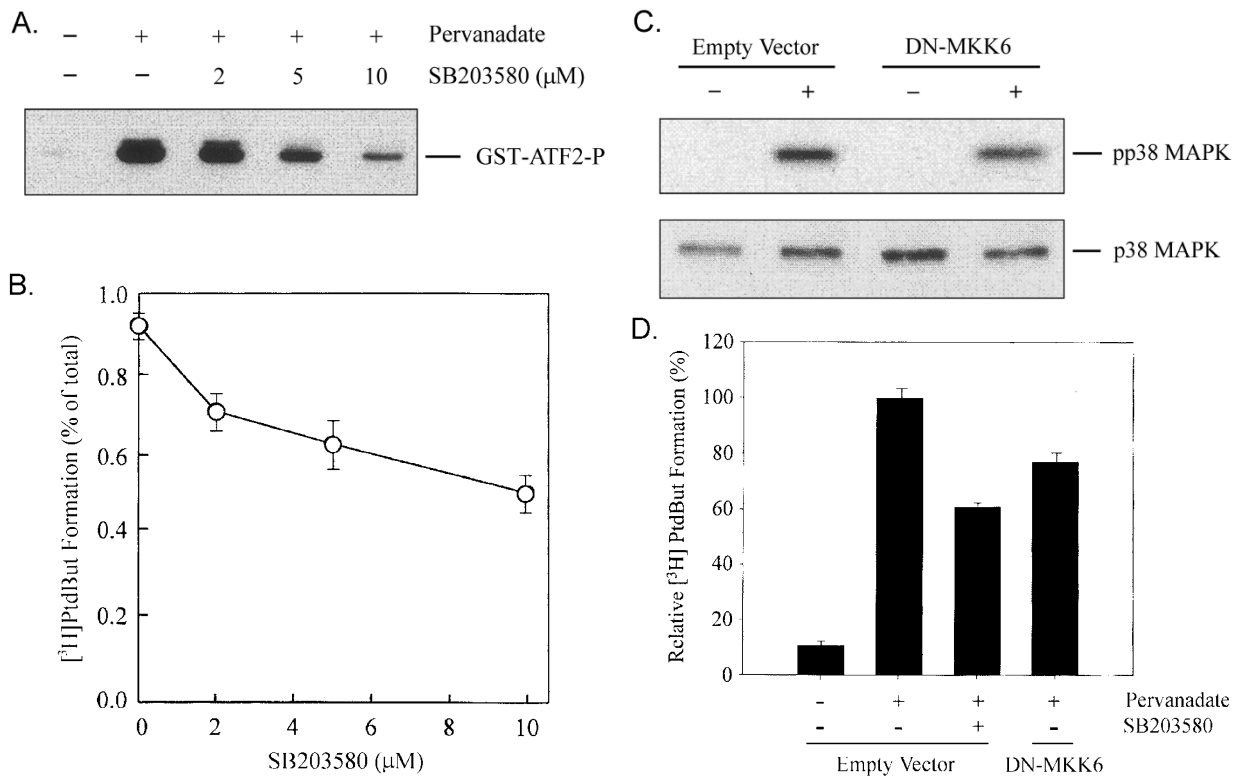 A.
– + + + + Pervanadate
– – 2 5 10 SB203580 (μM)
GST-ATF2-P
B.
[³H]PtdBut Formation (% of total)
1.0
0.8
0.6
0.4
0.2
0.0
0 2 4 6 8 10
SB203580 (μM)
C.
Empty Vector DN-MKK6
– + – +
pp38 MAPK
p38 MAPK
D.
Relative [³H] PtdBut Formation (%)
120
100
80
60
40
20
0
- + + + Pervanadate
- - + - SB203580
Empty Vector DN-MKK6